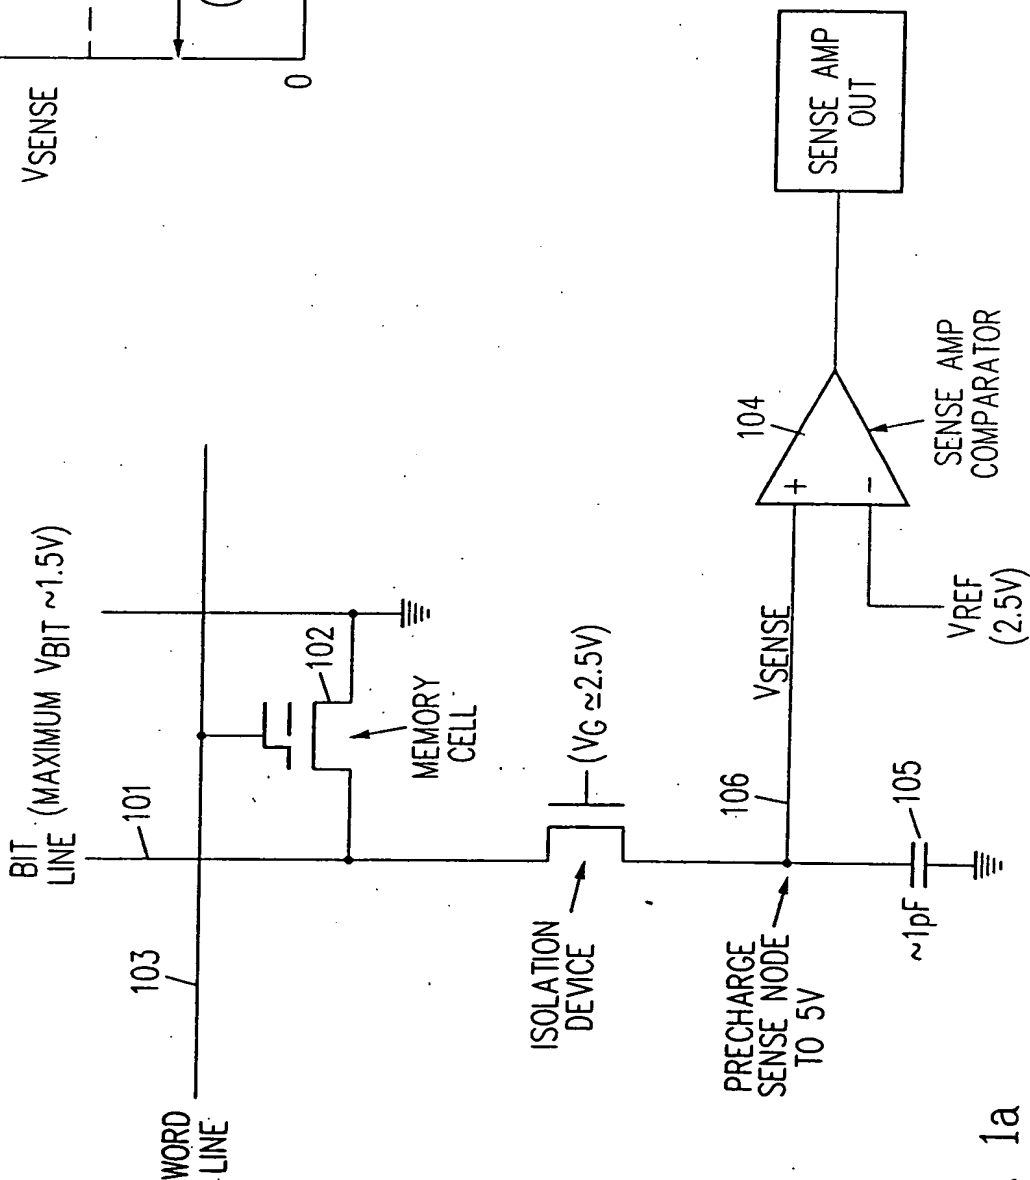 VSENSE
0
(
BIT
LINE (MAXIMUM VBIT ~1.5V)
101
103
WORD
LINE
102
MEMORY
CELL
ISOLATION
DEVICE
(VG ≃2.5V)
106
PRECHARGE
SENSE NODE
TO 5V
~1pF
105
VSENSE
VREF
(2.5V)
104
+
−
SENSE AMP
COMPARATOR
SENSE AMP
OUT
1a